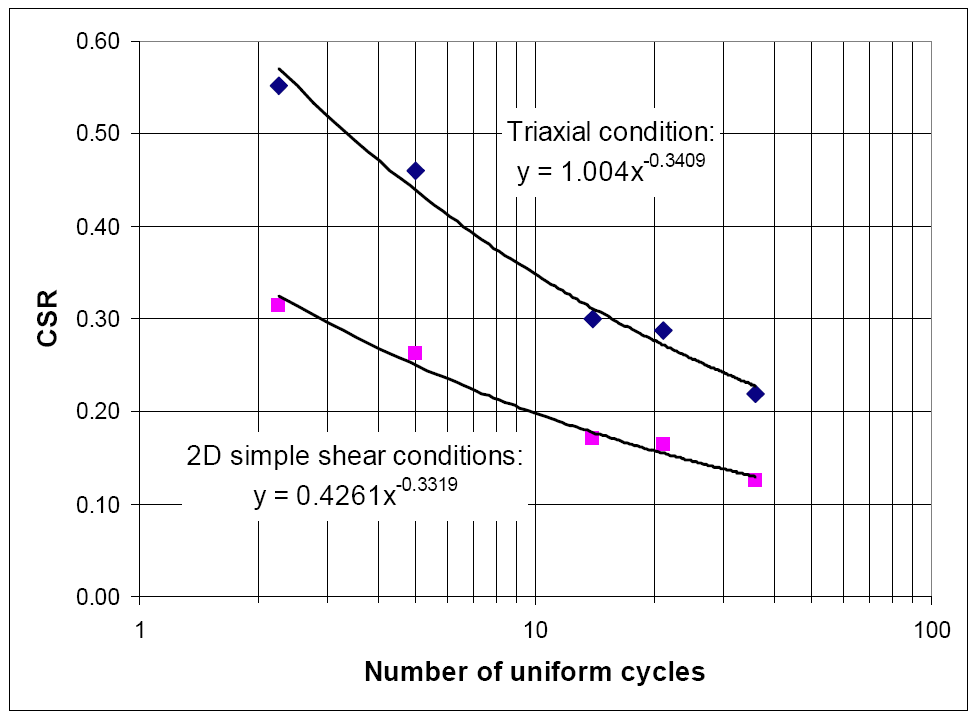 0.60
0.50
0.40
0.30
0.20
0.10
0.00
CSR
Triaxial condition:
y = 1.004x^-0.3409
2D simple shear conditions:
y = 0.4261x^-0.3319
1 10 100
Number of uniform cycles